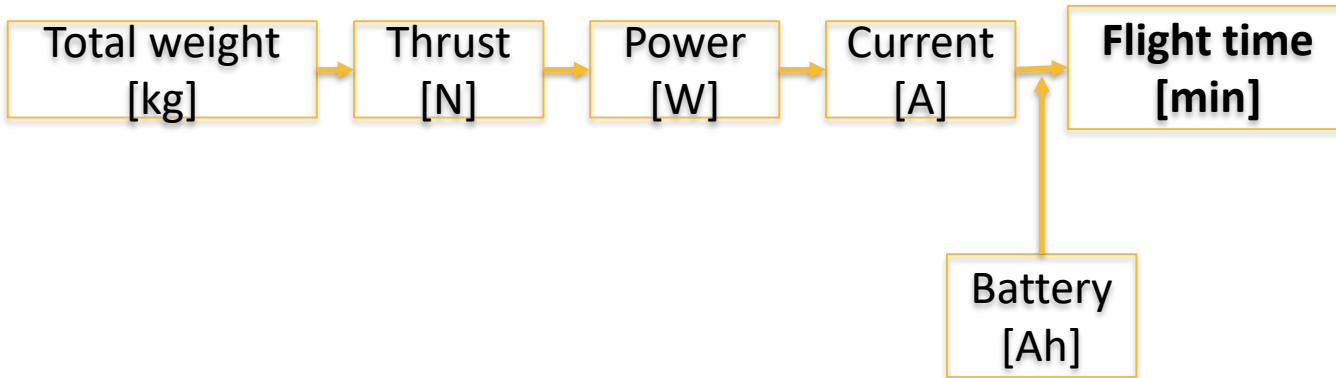 Total weight
[kg]
Thrust
[N]
Power
[W]
Current
[A]
Flight time
[min]
Battery
[Ah]